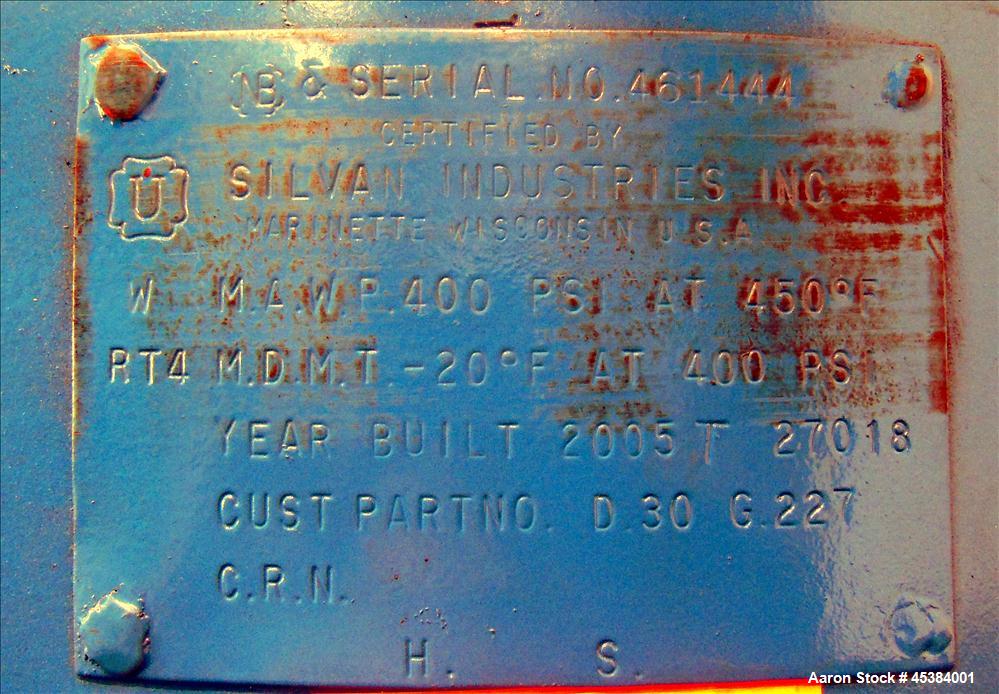 NB & SERIAL.NO.461444
CERTIFIED BY
U SILVAN INDUSTRIES INC.
MARINETTE WISCONSIN U.S.A.
W M.A.W.P.400 PSI AT 450°F
RT4 M.D.M.T.-20°F AT 400 PSI
YEAR BUILT 2005 T 27018
CUST PART NO. D.30 G.227
C.R.N.
H. S.
Aaron Stock # 45384001